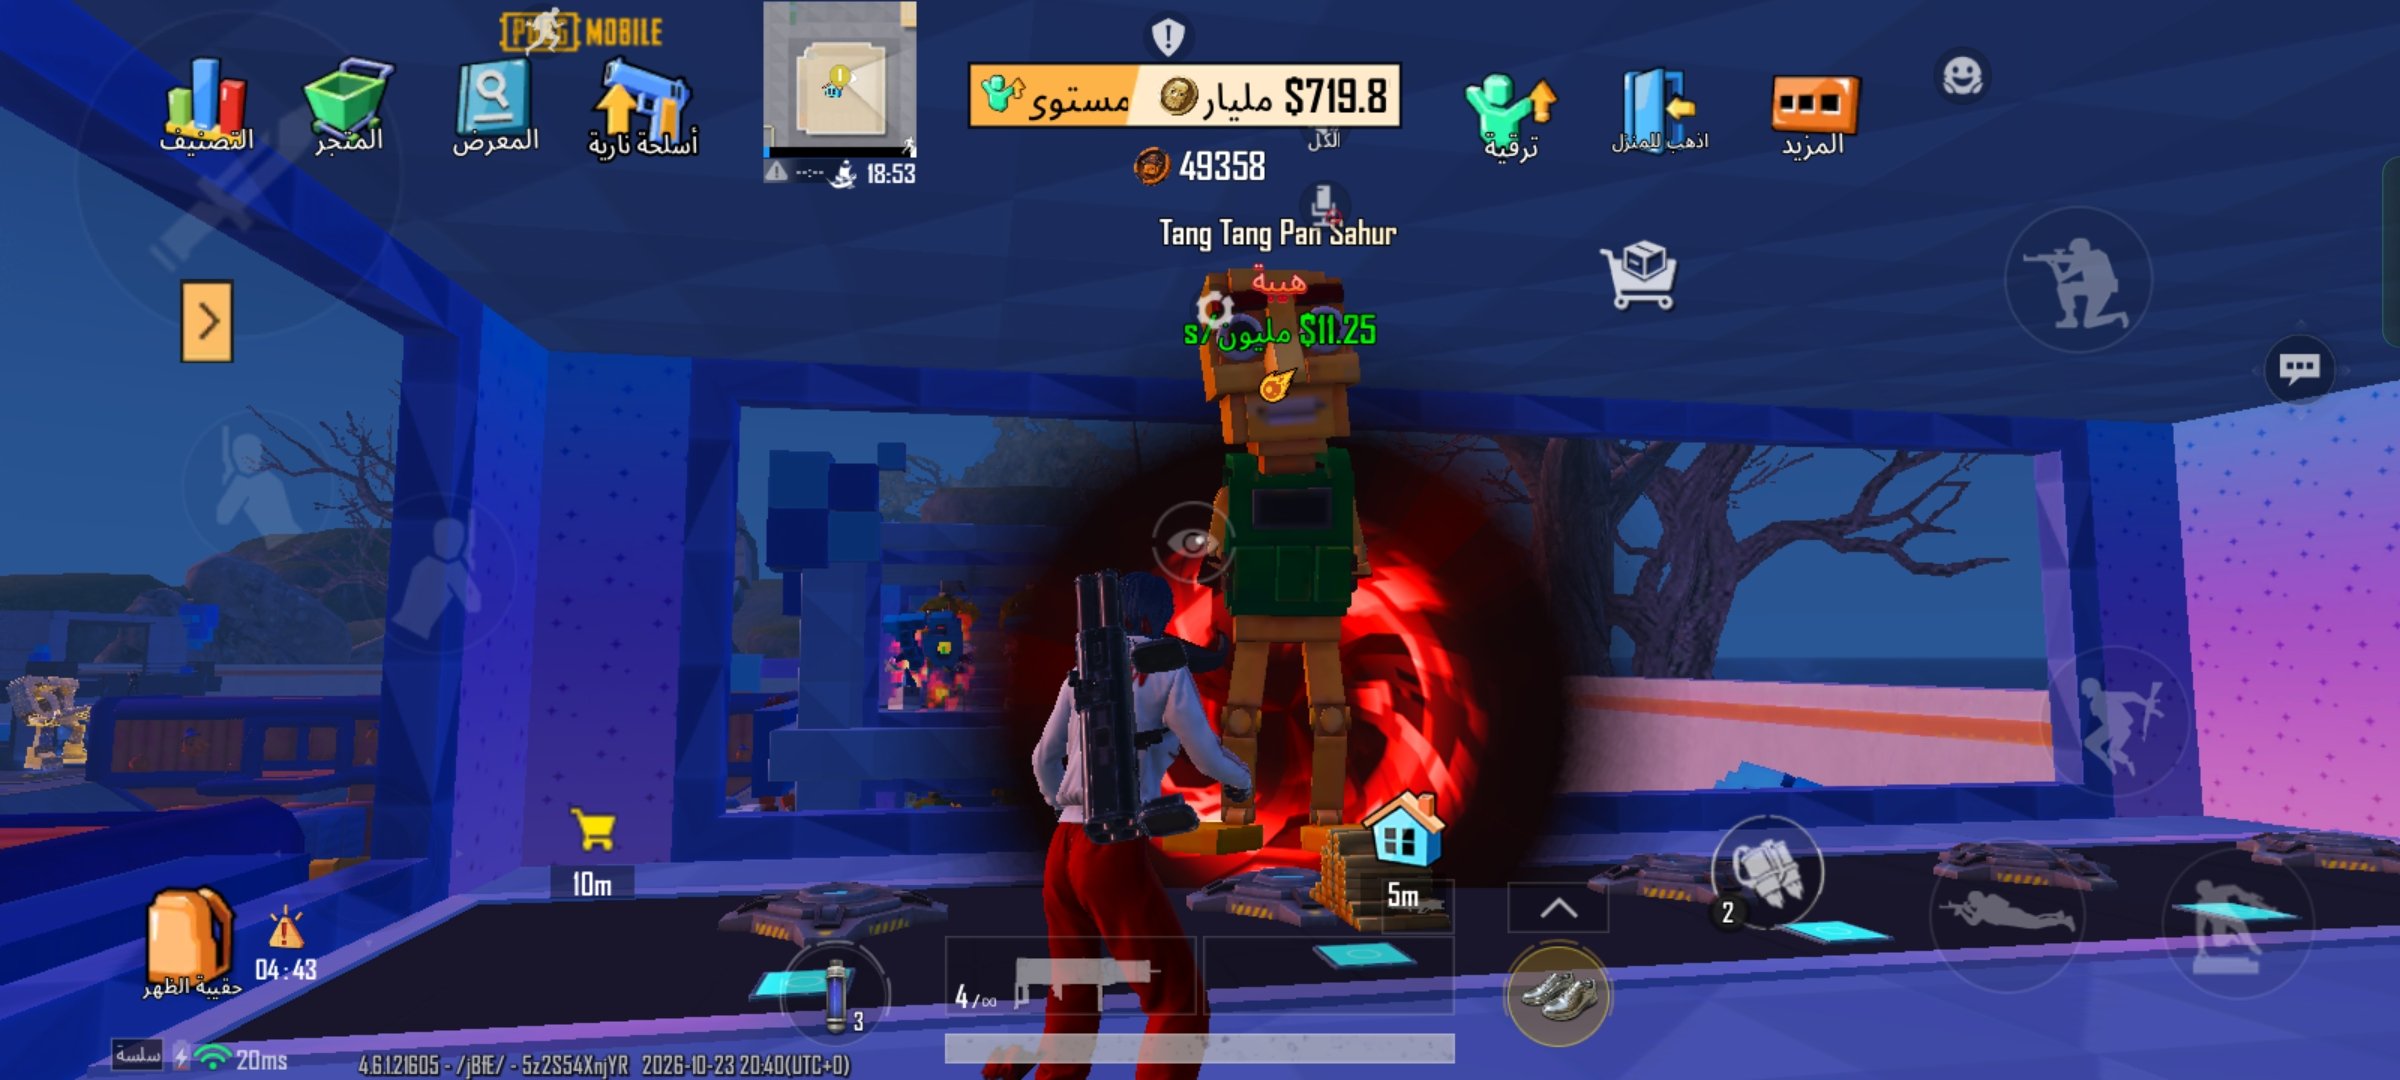 PUBG MOBILE
التصنيف
المتجر
المعرض
أسلحة نارية
--:--
18:53
مستوى
$719.8 مليار
49358
الكل
ترقية
اذهب للمنزل
المزيد
Tang Tang Pan Sahur
هيبة
$11.25 مليون/s
10m
5m
2
حقيبة الظهر
04:43
3
4/∞
سلسة
20ms
4.6.1.21605 - /jBfE/ - 5z2S54XnjYR 2026-10-23 20:40(UTC+0)